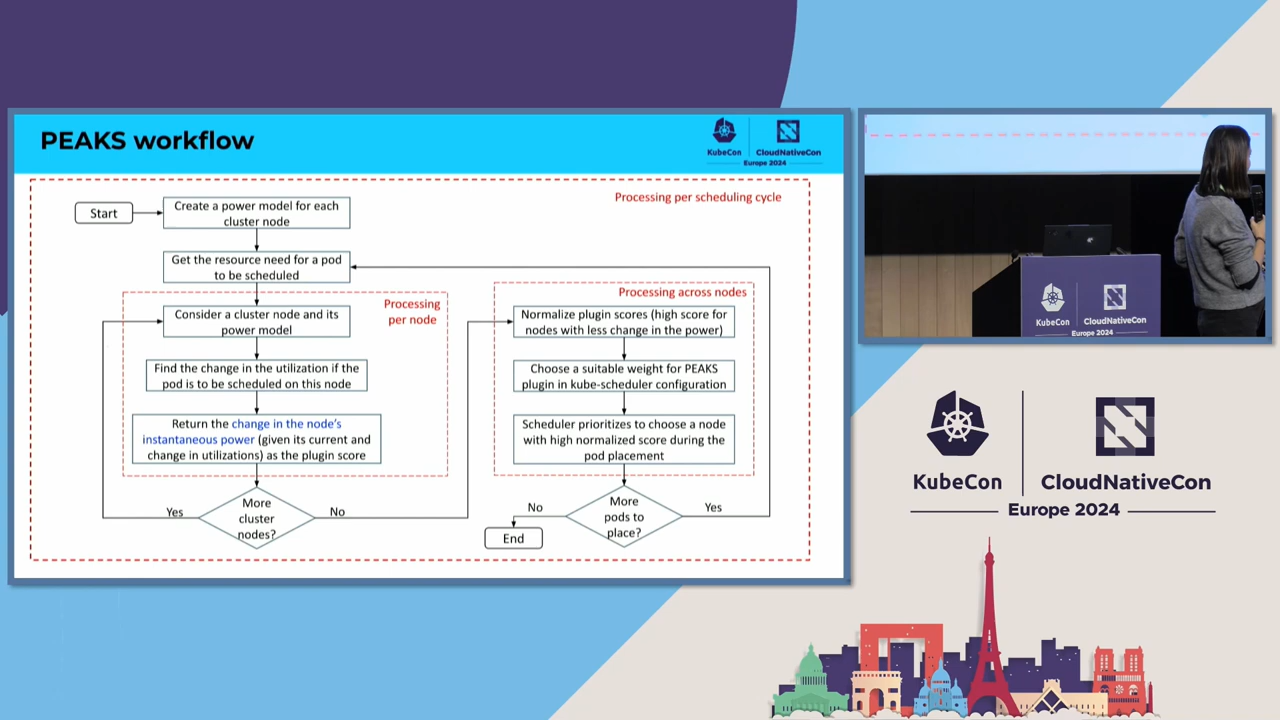 PEAKS workflow
KubeCon
CloudNativeCon
Europe 2024
Processing per scheduling cycle
Start
Create a power model for each
cluster node
Get the resource need for a pod
to be scheduled
Processing
per node
Consider a cluster node and its
power model
Find the change in the utilization if the
pod is to be scheduled on this node
Return the change in the node's
instantaneous power (given its current and
change in utilizations) as the plugin score
More
cluster
nodes?
Yes
No
Processing across nodes
Normalize plugin scores (high score for
nodes with less change in the power)
Choose a suitable weight for PEAKS
plugin in kube-scheduler configuration
Scheduler prioritizes to choose a node
with high normalized score during the
pod placement
More
pods to
place?
No
Yes
End
KubeCon
CloudNativeCon
Europe 2024
KubeCon
CloudNativeCon
Europe 2024